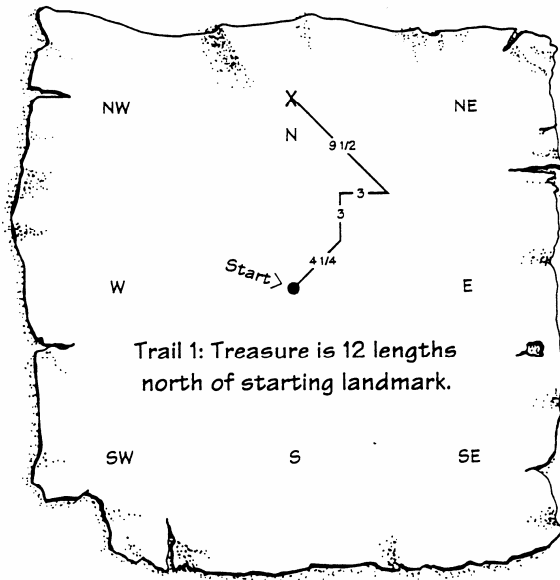 NW
X
NE
N
9 1/2
3
3
4 1/4
Start
W
E
Trail 1: Treasure is 12 lengths
north of starting landmark.
SW
S
SE